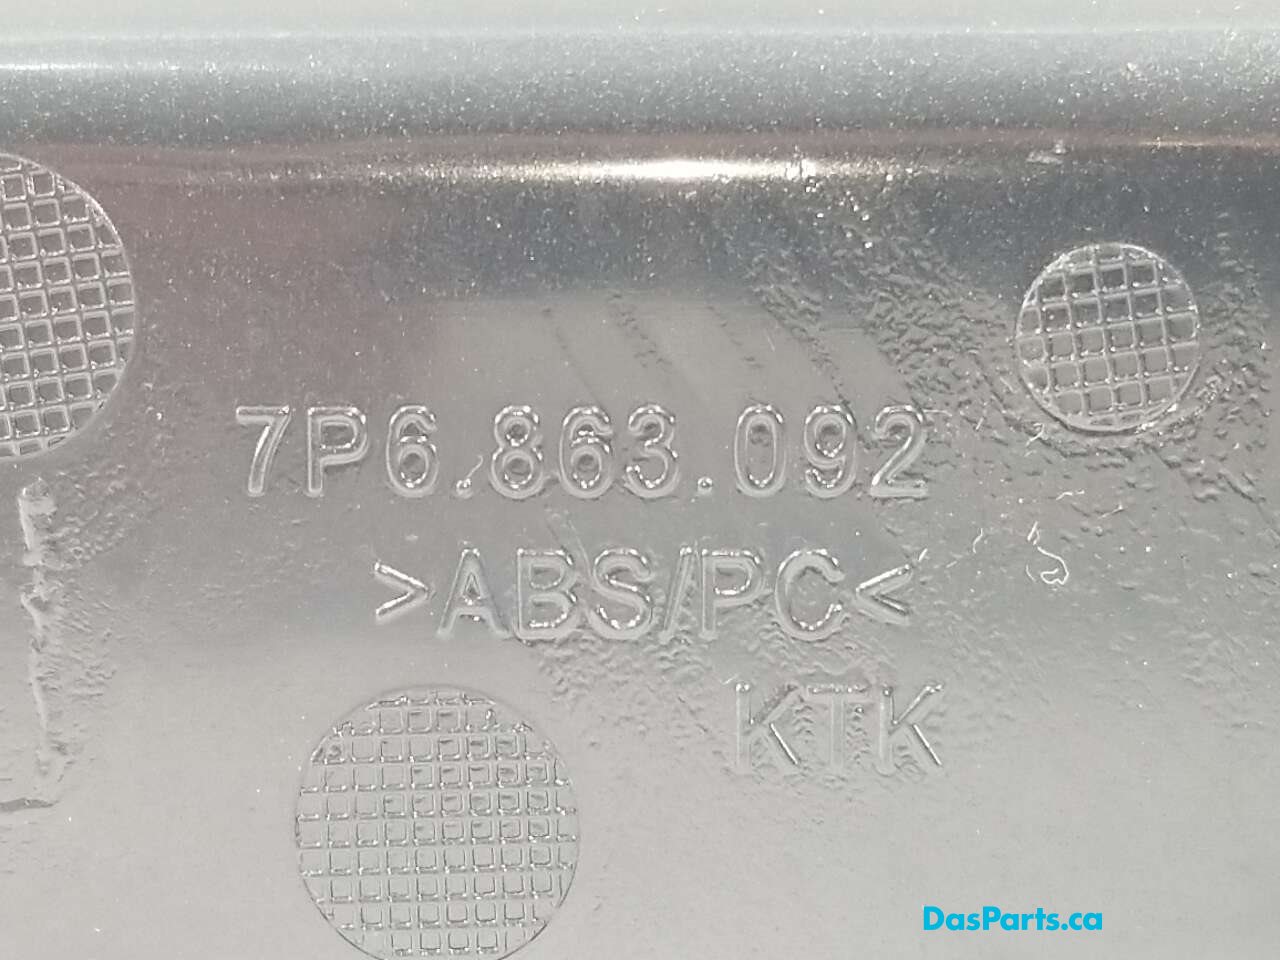 7P6.863.092
>ABS/PC<
KTK
DasParts.ca